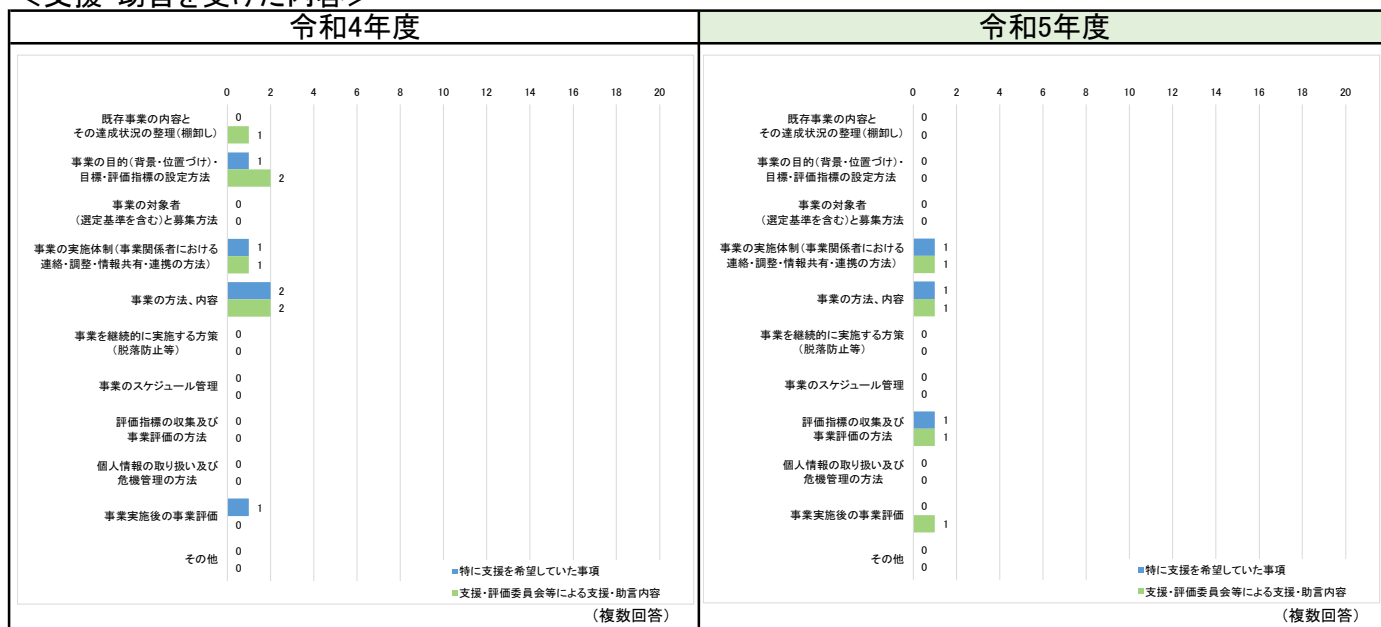 <支援・助言を受けた内容>
令和4年度
0 2 4 6 8 10 12 14 16 18 20
既存事業の内容と
その達成状況の整理(棚卸し)
0
1
事業の目的(背景・位置づけ)・
目標・評価指標の設定方法
1
2
事業の対象者
(選定基準を含む)と募集方法
0
0
事業の実施体制(事業関係者における
連絡・調整・情報共有・連携の方法)
1
1
事業の方法、内容
2
2
事業を継続的に実施する方策
(脱落防止等)
0
0
事業のスケジュール管理
0
0
評価指標の収集及び
事業評価の方法
0
0
個人情報の取り扱い及び
危機管理の方法
0
0
事業実施後の事業評価
1
0
その他
0
0
特に支援を希望していた事項
支援・評価委員会等による支援・助言内容
(複数回答)
令和5年度
0 2 4 6 8 10 12 14 16 18 20
既存事業の内容と
その達成状況の整理(棚卸し)
0
0
事業の目的(背景・位置づけ)・
目標・評価指標の設定方法
0
0
事業の対象者
(選定基準を含む)と募集方法
0
0
事業の実施体制(事業関係者における
連絡・調整・情報共有・連携の方法)
1
1
事業の方法、内容
1
1
事業を継続的に実施する方策
(脱落防止等)
0
0
事業のスケジュール管理
0
0
評価指標の収集及び
事業評価の方法
1
1
個人情報の取り扱い及び
危機管理の方法
0
0
事業実施後の事業評価
0
1
その他
0
0
特に支援を希望していた事項
支援・評価委員会等による支援・助言内容
(複数回答)